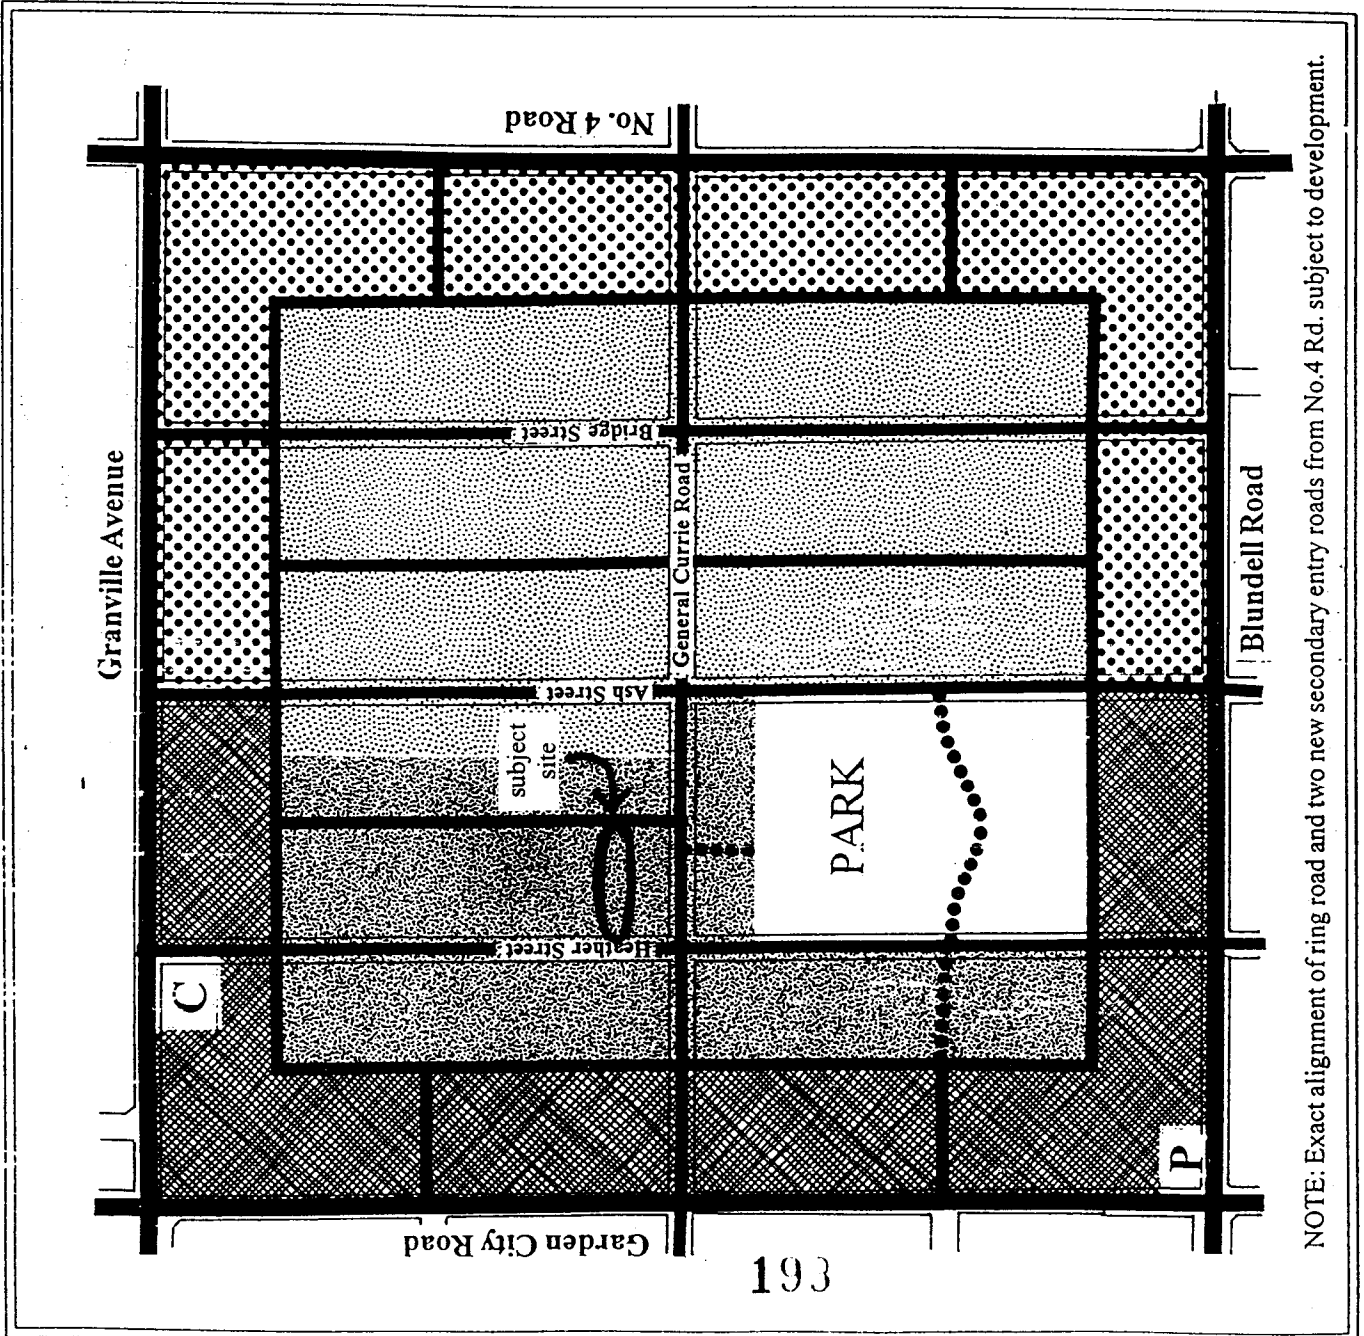 Granville Avenue
No. 4 Road
Bridge Street
General Currie Road
Ash Street
subject
site
PARK
Heather Street
C
P
Garden City Road
Blundell Road
NOTE: Exact alignment of ring road and two new secondary entry roads from No.4 Rd. subject to development.
193